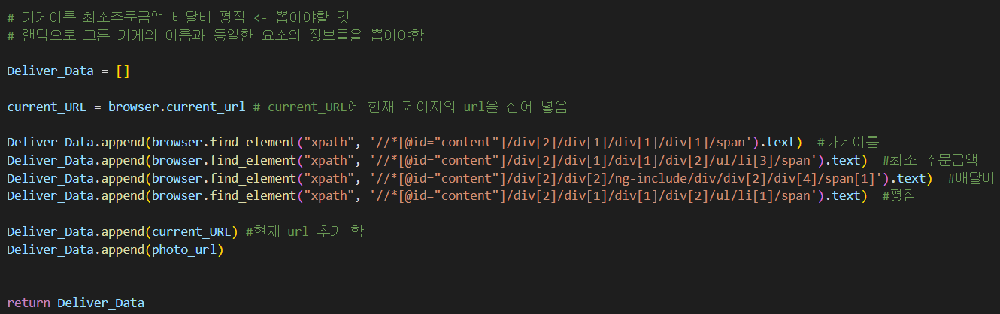 # 가게이름 최소주문금액 배달비 평점 <- 뽑아야할 것
# 랜덤으로 고른 가게의 이름과 동일한 요소의 정보들을 뽑아야함
Deliver_Data = []
current_URL = browser.current_url # current_URL에 현재 페이지의 url을 집어 넣음
Deliver_Data.append(browser.find_element("xpath", '//*[@id="content"]/div[2]/div[1]/div[1]/div[1]/span').text)  #가게이름
Deliver_Data.append(browser.find_element("xpath", '//*[@id="content"]/div[2]/div[1]/div[1]/div[2]/ul/li[3]/span').text)  #최소 주문금액
Deliver_Data.append(browser.find_element("xpath", '//*[@id="content"]/div[2]/div[2]/ng-include/div/div[2]/div[4]/span[1]').text)  #배달비
Deliver_Data.append(browser.find_element("xpath", '//*[@id="content"]/div[2]/div[1]/div[1]/div[2]/ul/li[1]/span').text)  #평점
Deliver_Data.append(current_URL) #현재 url 추가 함
Deliver_Data.append(photo_url)
return Deliver_Data